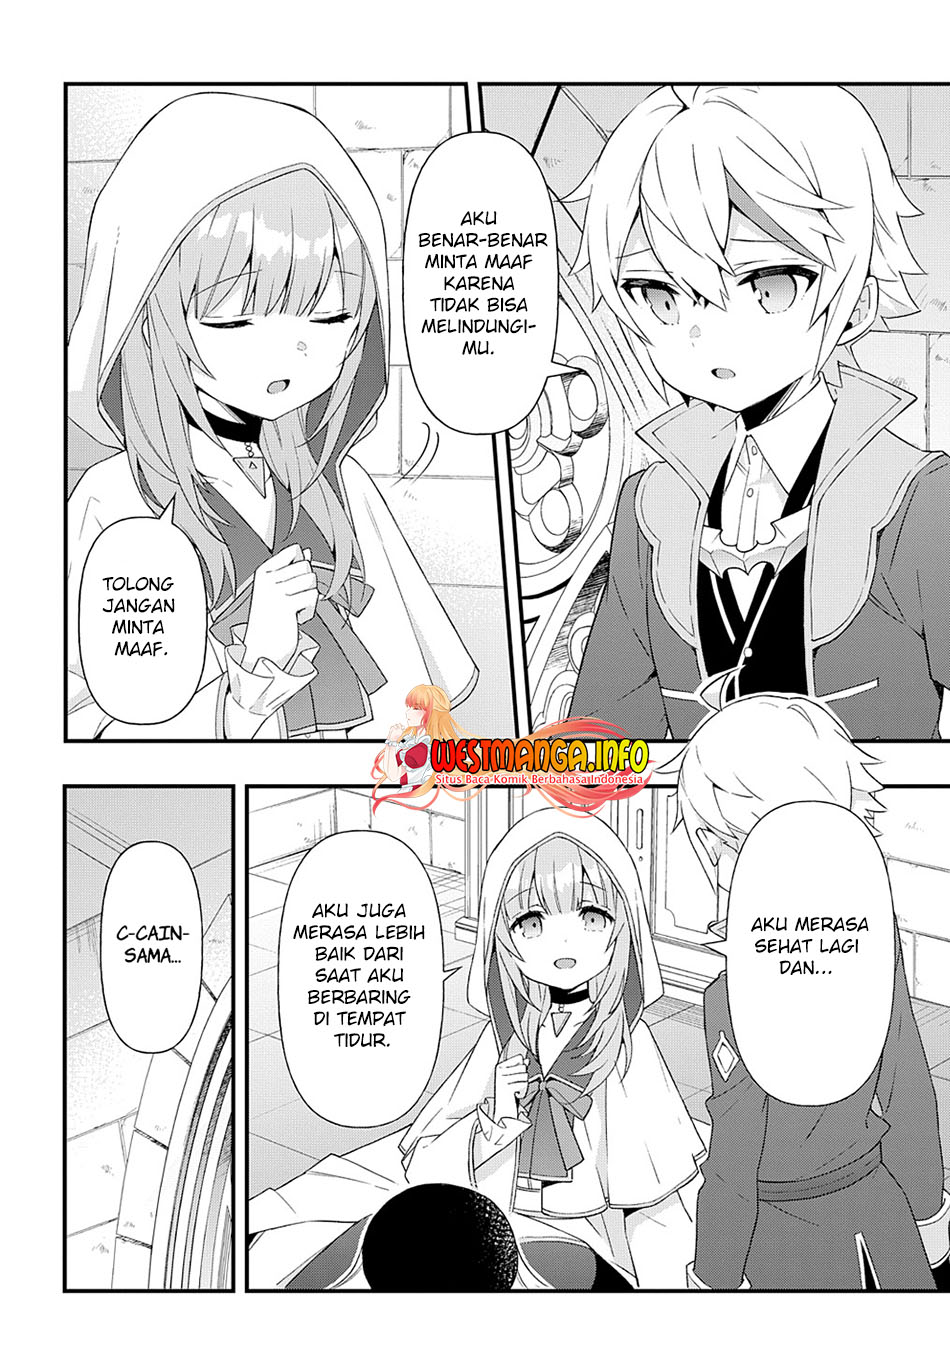 AKU
BENAR-BENAR
MINTA MAAF
KARENA
TIDAK BISA
MELINDUNGI-
MU.
TOLONG
JANGAN
MINTA
MAAF.
WESTMANGA.INFO
Situs Baca Komik Berbahasa Indonesia
AKU MERASA
SEHAT LAGI
DAN...
AKU JUGA
MERASA LEBIH
BAIK DARI
SAAT AKU
BERBARING
DI TEMPAT
TIDUR.
C-CAIN-
SAMA...